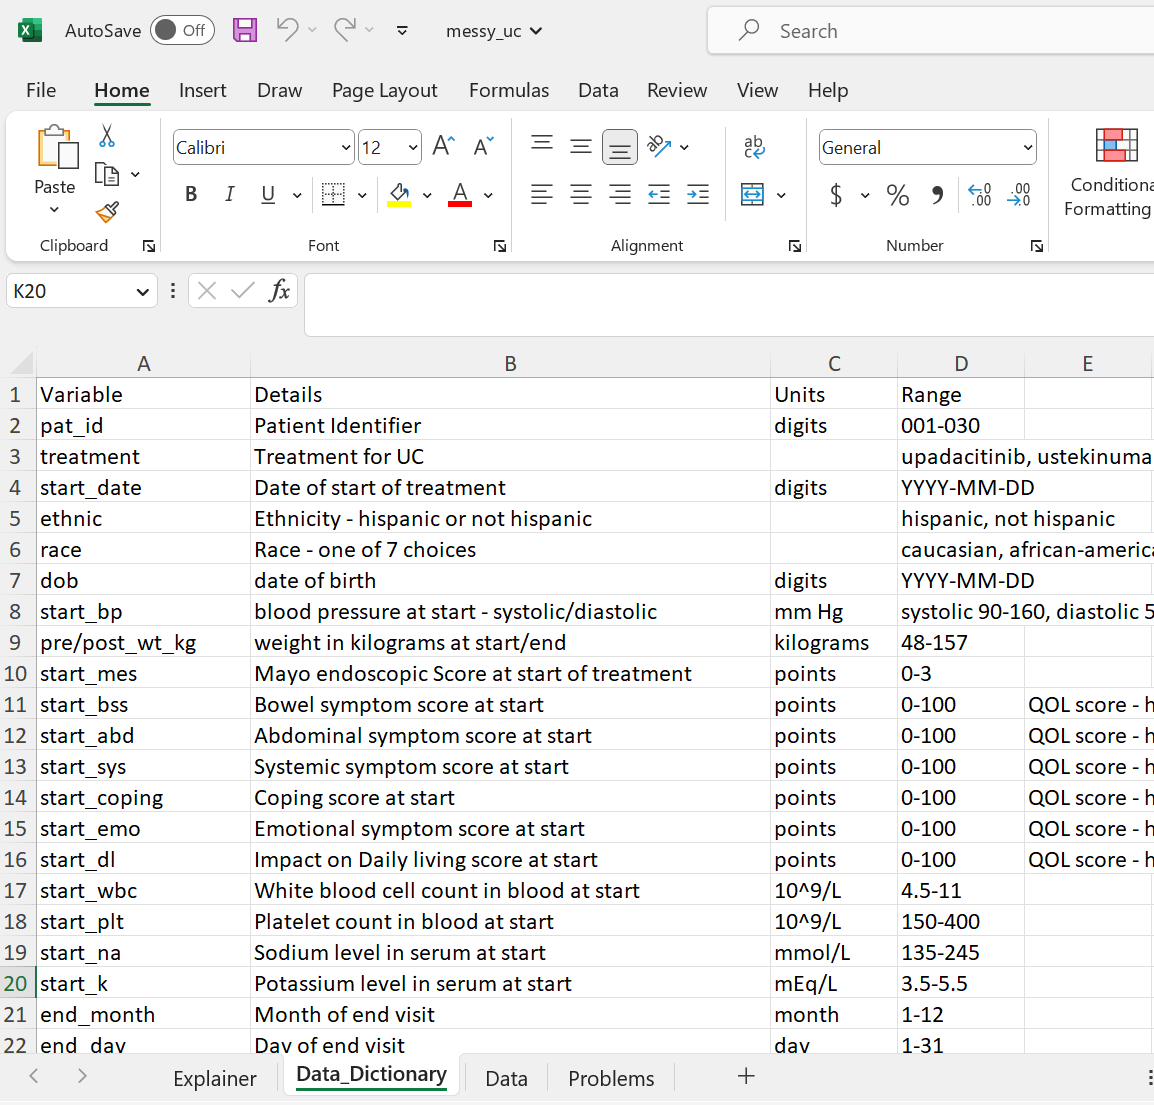 AutoSave Off messy_uc Search
File Home Insert Draw Page Layout Formulas Data Review View Help
Paste
Clipboard
Calibri 12
B I U A
Font
ab
Alignment
General
$ % 
Number
Conditiona
Formatting
K20 fx
A B C D E
1 Variable Details Units Range
2 pat_id Patient Identifier digits 001-030
3 treatment Treatment for UC upadacitinib, ustekinuma
4 start_date Date of start of treatment digits YYYY-MM-DD
5 ethnic Ethnicity - hispanic or not hispanic hispanic, not hispanic
6 race Race - one of 7 choices caucasian, african-americ
7 dob date of birth digits YYYY-MM-DD
8 start_bp blood pressure at start - systolic/diastolic mm Hg systolic 90-160, diastolic 5
9 pre/post_wt_kg weight in kilograms at start/end kilograms 48-157
10 start_mes Mayo endoscopic Score at start of treatment points 0-3
11 start_bss Bowel symptom score at start points 0-100 QOL score - h
12 start_abd Abdominal symptom score at start points 0-100 QOL score - h
13 start_sys Systemic symptom score at start points 0-100 QOL score - h
14 start_coping Coping score at start points 0-100 QOL score - h
15 start_emo Emotional symptom score at start points 0-100 QOL score - h
16 start_dl Impact on Daily living score at start points 0-100 QOL score - h
17 start_wbc White blood cell count in blood at start 10^9/L 4.5-11
18 start_plt Platelet count in blood at start 10^9/L 150-400
19 start_na Sodium level in serum at start mmol/L 135-245
20 start_k Potassium level in serum at start mEq/L 3.5-5.5
21 end_month Month of end visit month 1-12
22 end_day Day of end visit day 1-31
Explainer Data_Dictionary Data Problems